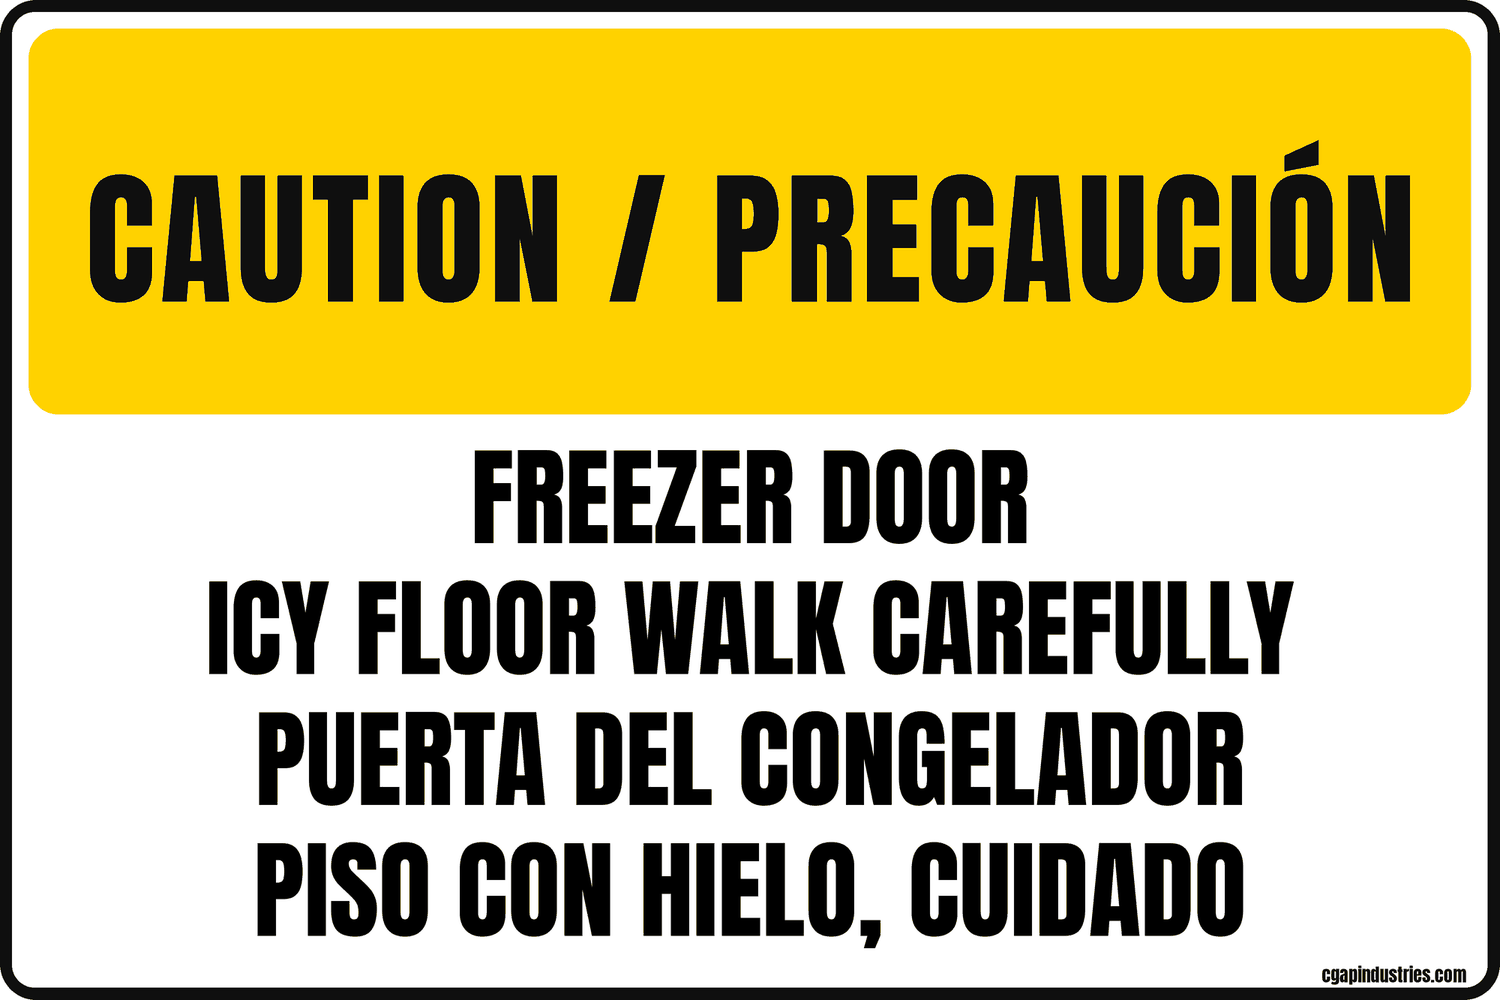 CAUTION / PRECAUCIÓN
FREEZER DOOR
ICY FLOOR WALK CAREFULLY
PUERTA DEL CONGELADOR
PISO CON HIELO, CUIDADO
cgapindustries.com